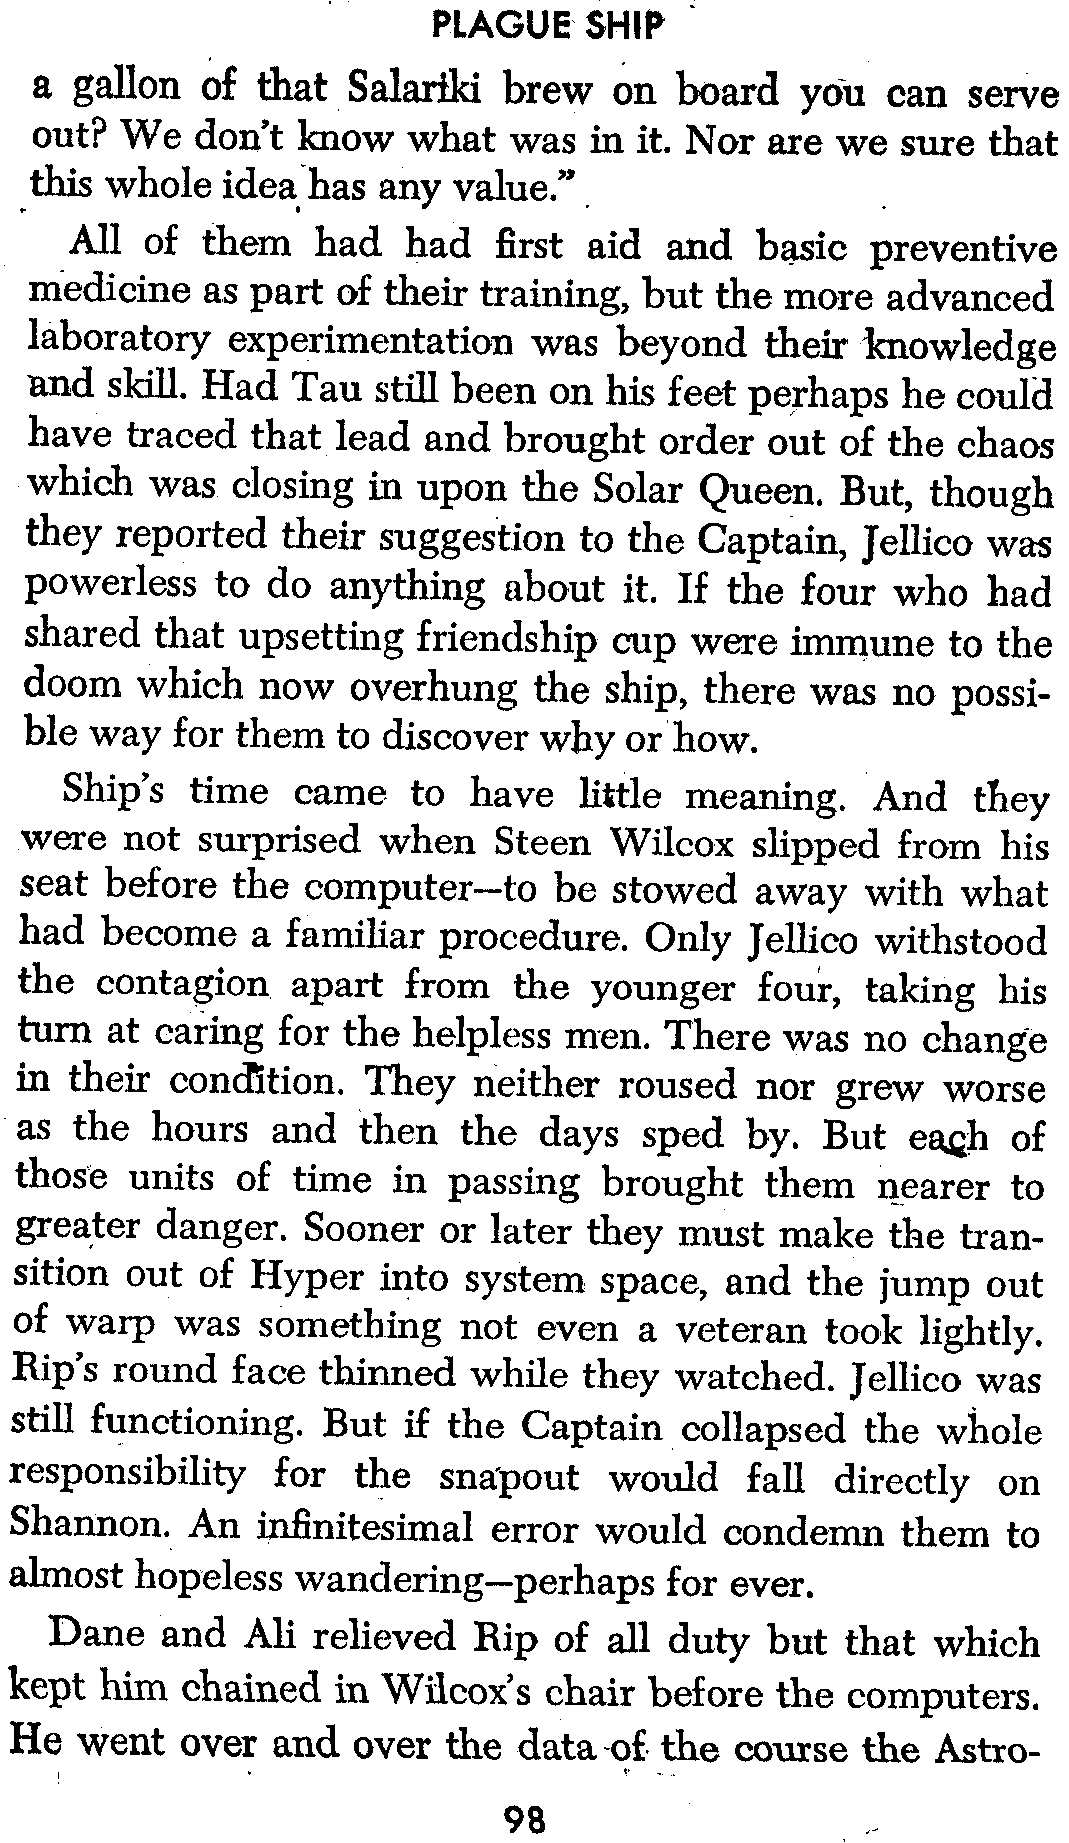 PLAGUE SHIP
a gallon of that Salariki brew on board you can serve
out? We don't know what was in it. Nor are we sure that
this whole idea has any value."
All of them had had first aid and basic preventive
medicine as part of their training, but the more advanced
laboratory experimentation was beyond their knowledge
and skill. Had Tau still been on his feet perhaps he could
have traced that lead and brought order out of the chaos
which was closing in upon the Solar Queen. But, though
they reported their suggestion to the Captain, Jellico was
powerless to do anything about it. If the four who had
shared that upsetting friendship cup were immune to the
doom which now overhung the ship, there was no possi-
ble way for them to discover why or how.
Ship's time came to have little meaning. And they
were not surprised when Steen Wilcox slipped from his
seat before the computer—to be stowed away with what
had become a familiar procedure. Only Jellico withstood
the contagion apart from the younger four, taking his
turn at caring for the helpless men. There was no change
in their condition. They neither roused nor grew worse
as the hours and then the days sped by. But each of
those units of time in passing brought them nearer to
greater danger. Sooner or later they must make the tran-
sition out of Hyper into system space, and the jump out
of warp was something not even a veteran took lightly.
Rip's round face thinned while they watched. Jellico was
still functioning. But if the Captain collapsed the whole
responsibility for the snapout would fall directly on
Shannon. An infinitesimal error would condemn them to
almost hopeless wandering—perhaps for ever.
Dane and Ali relieved Rip of all duty but that which
kept him chained in Wilcox's chair before the computers.
He went over and over the data of the course the Astro-
98